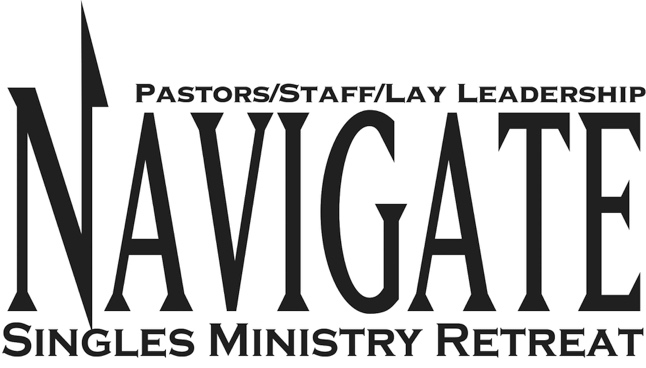 Pastors/Staff/Lay Leadership
Navigate
Singles Ministry Retreat